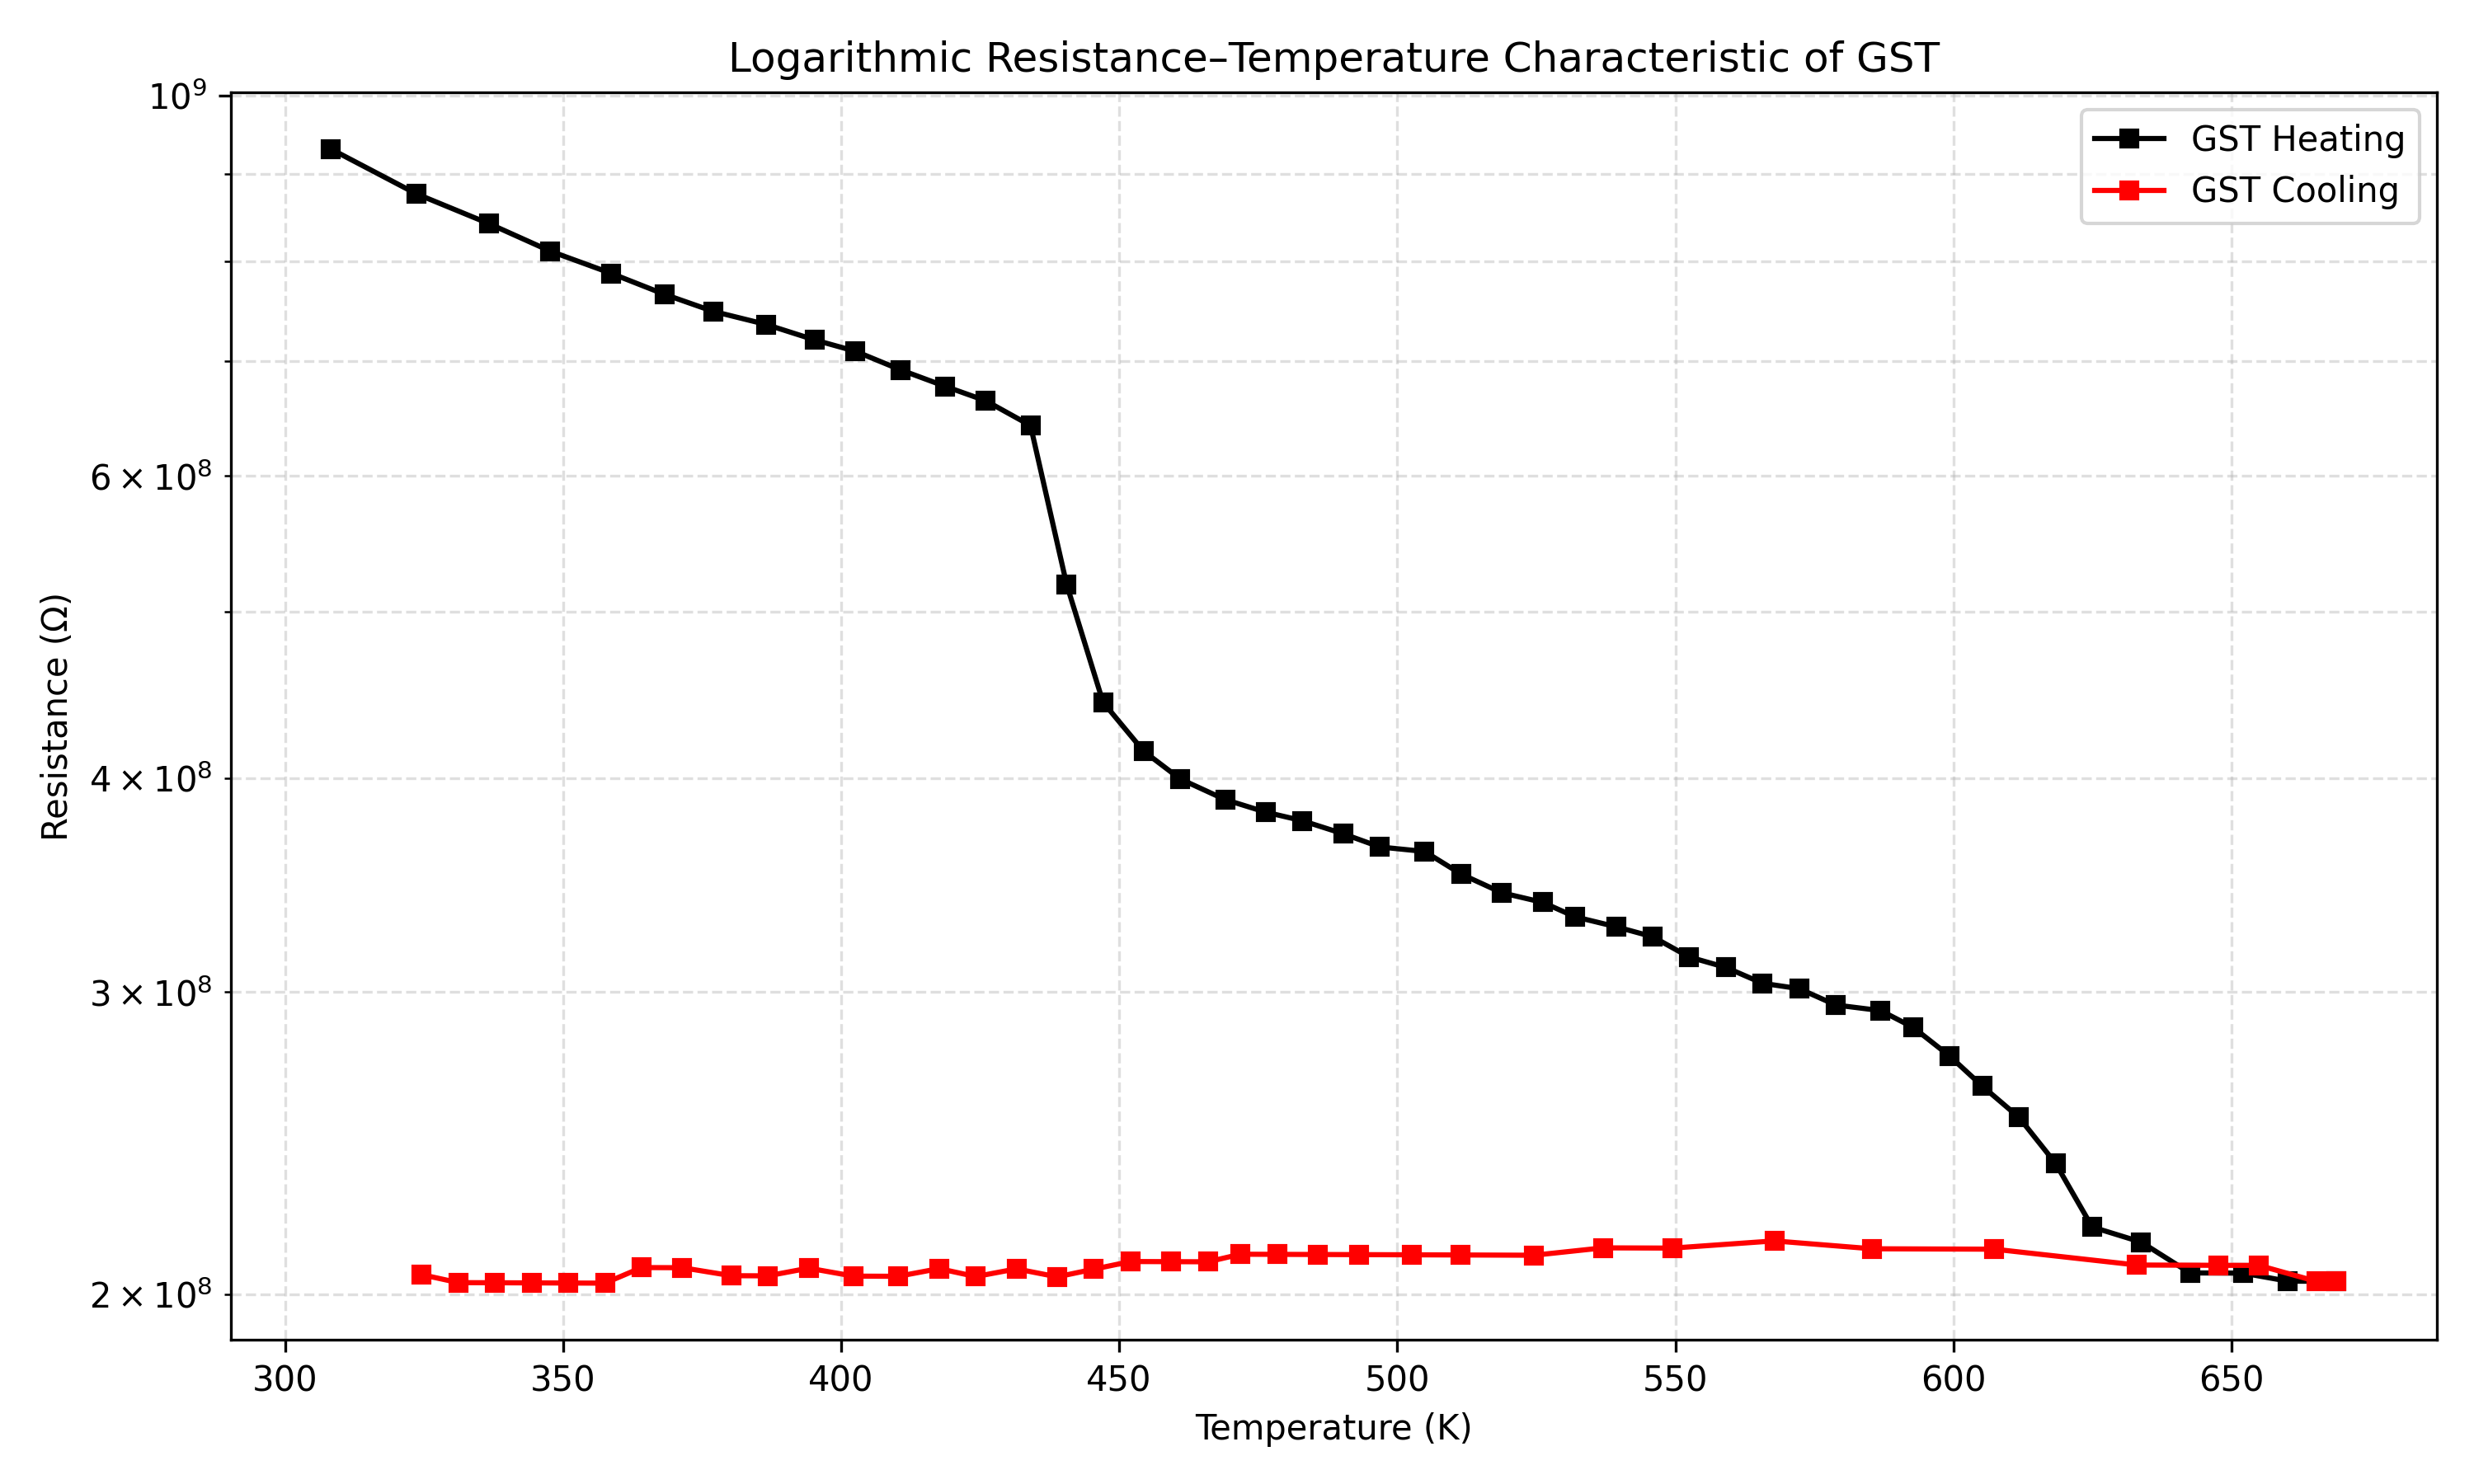 Logarithmic Resistance–Temperature Characteristic of GST
GST Heating
GST Cooling
Resistance (Ω)
10⁹
6 × 10⁸
4 × 10⁸
3 × 10⁸
2 × 10⁸
300 350 400 450 500 550 600 650
Temperature (K)